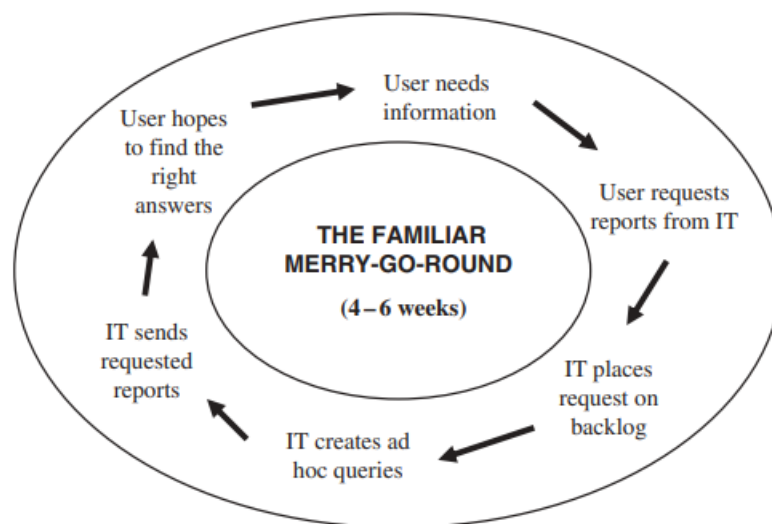 User needs
information
User requests
reports from IT
IT places
request on
backlog
IT creates ad
hoc queries
IT sends
requested
reports
User hopes
to find the
right
answers
THE FAMILIAR
MERRY-GO-ROUND
(4–6 weeks)